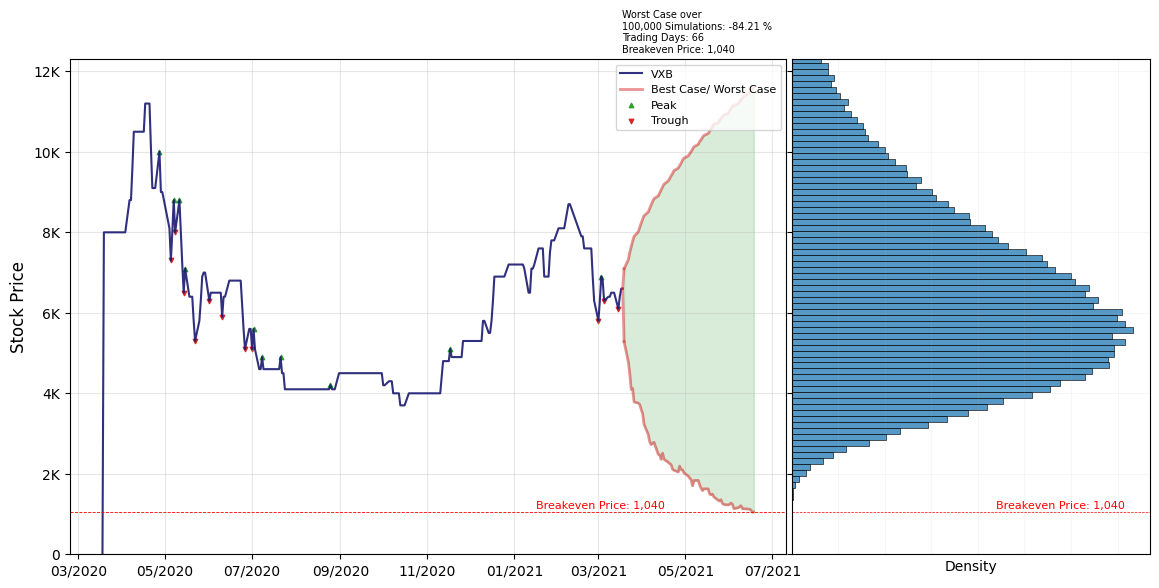 Worst Case over
100,000 Simulations: -84.21 %
Trading Days: 66
Breakeven Price: 1,040
VXB
Best Case/ Worst Case
Peak
Trough
Stock Price
12K
10K
8K
6K
4K
2K
0
Breakeven Price: 1,040
Breakeven Price: 1,040
03/2020
05/2020
07/2020
09/2020
11/2020
01/2021
03/2021
05/2021
07/2021
Density